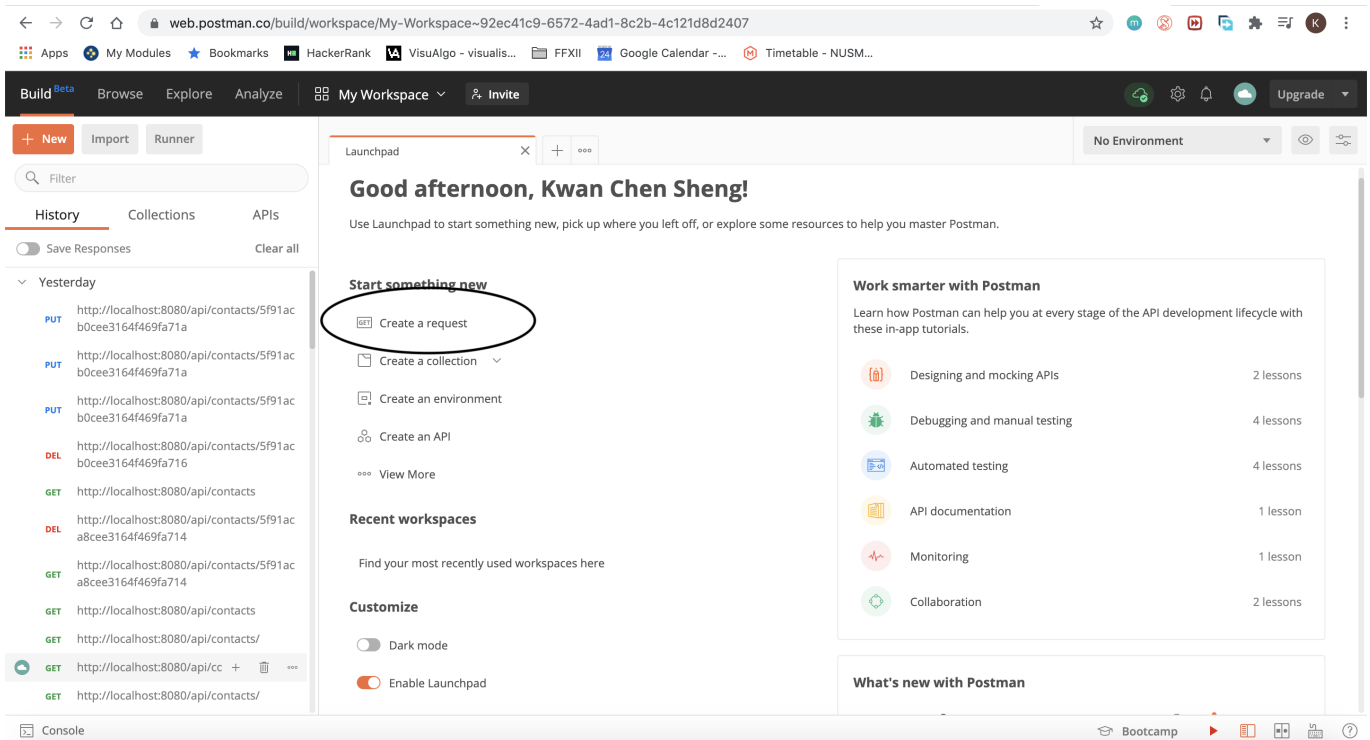 web.postman.co/build/workspace/My-Workspace~92ec41c9-6572-4ad1-8c2b-4c121d8d2407
m
K
Apps My Modules Bookmarks HackerRank VisuAlgo - visualis... FFXII 24 Google Calendar -... Timetable - NUSM...
Build Beta Browse Explore Analyze My Workspace Invite Upgrade
+ New Import Runner
Launchpad
No Environment
Filter
Good afternoon, Kwan Chen Sheng!
Use Launchpad to start something new, pick up where you left off, or explore some resources to help you master Postman.
History Collections APIs
Save Responses Clear all
Yesterday
PUT http://localhost:8080/api/contacts/5f91ac
b0cee3164f469fa71a
PUT http://localhost:8080/api/contacts/5f91ac
b0cee3164f469fa71a
PUT http://localhost:8080/api/contacts/5f91ac
b0cee3164f469fa71a
DEL http://localhost:8080/api/contacts/5f91ac
b0cee3164f469fa716
GET http://localhost:8080/api/contacts
DEL http://localhost:8080/api/contacts/5f91ac
a8cee3164f469fa714
GET http://localhost:8080/api/contacts/5f91ac
a8cee3164f469fa714
GET http://localhost:8080/api/contacts
GET http://localhost:8080/api/contacts/
GET http://localhost:8080/api/cc
GET http://localhost:8080/api/contacts/
Start something new
GET Create a request
Create a collection
Create an environment
Create an API
View More
Recent workspaces
Find your most recently used workspaces here
Customize
Dark mode
Enable Launchpad
Work smarter with Postman
Learn how Postman can help you at every stage of the API development lifecycle with
these in-app tutorials.
Designing and mocking APIs 2 lessons
Debugging and manual testing 4 lessons
Automated testing 4 lessons
API documentation 1 lesson
Monitoring 1 lesson
Collaboration 2 lessons
What's new with Postman
Console
Bootcamp